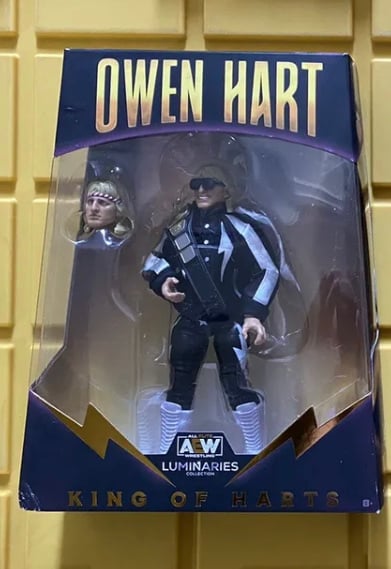 OWEN HART
ALL ELITE
AEW
WRESTLING
LUMINARIES
COLLECTION
KING OF HARTS